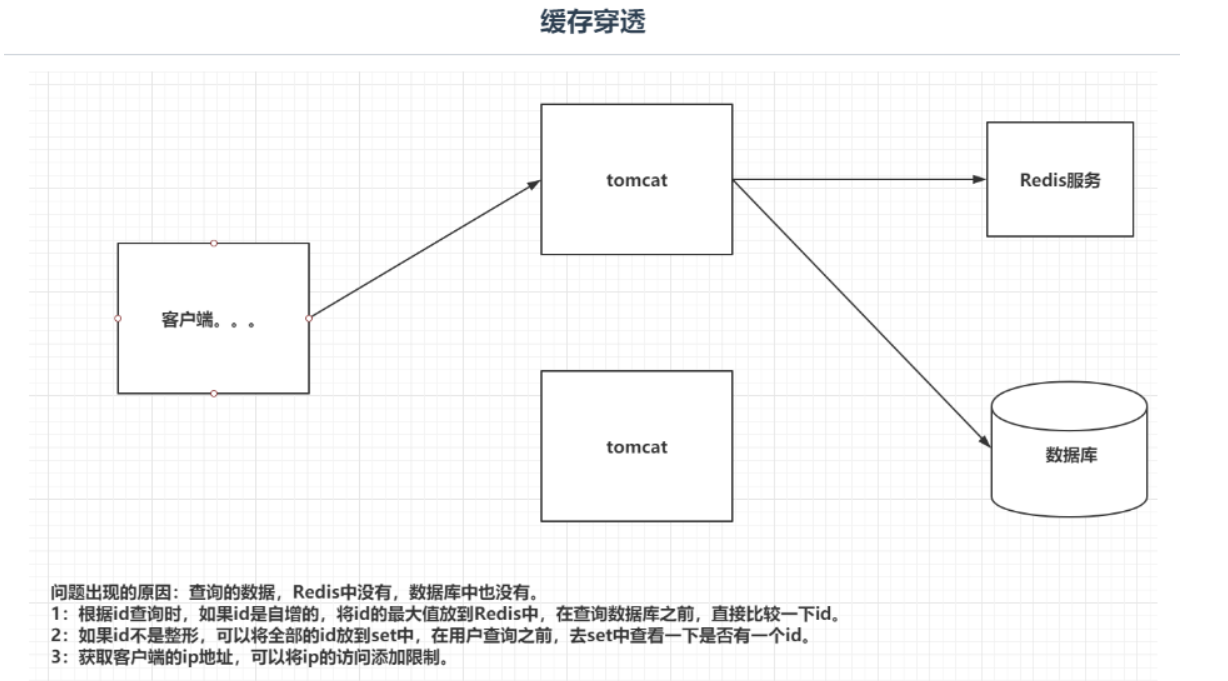 缓存穿透
tomcat
Redis服务
客户端。。。
tomcat
数据库
问题出现的原因：查询的数据，Redis中没有，数据库中也没有。
1：根据id查询时，如果id是自增的，将id的最大值放到Redis中，在查询数据库之前，直接比较一下id。
2：如果id不是整形，可以将全部的id放到set中，在用户查询之前，去set中查看一下是否有一个id。
3：获取客户端的ip地址，可以将ip的访问添加限制。